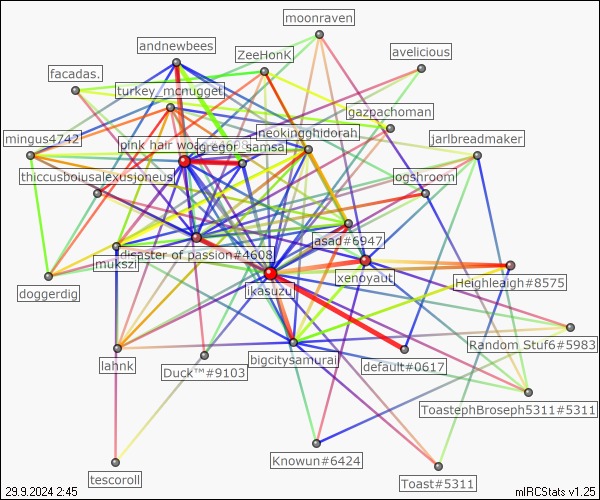 moonraven
andnewbees
ZeeHonK
avelicious
facadas.
turkey_mcnugget
gazpachoman
neokingghidorah
mingus4742
pink hair
gregor_samsa
jarlbreadmaker
thiccusboiusalexusjoneus
logshroom
asad#6947
disaster of passion#4608
mukszi
xenoyaut
ikasuzu
Heighleaigh#8575
doggerdig
Random Stuf6#5983
lahnk
bigcitysamurai
default#0617
Duck™#9103
ToastephBroseph5311#5311
Knowun#6424
tescoroll
Toast#5311
29.9.2024 2:45
mIRCStats v1.25